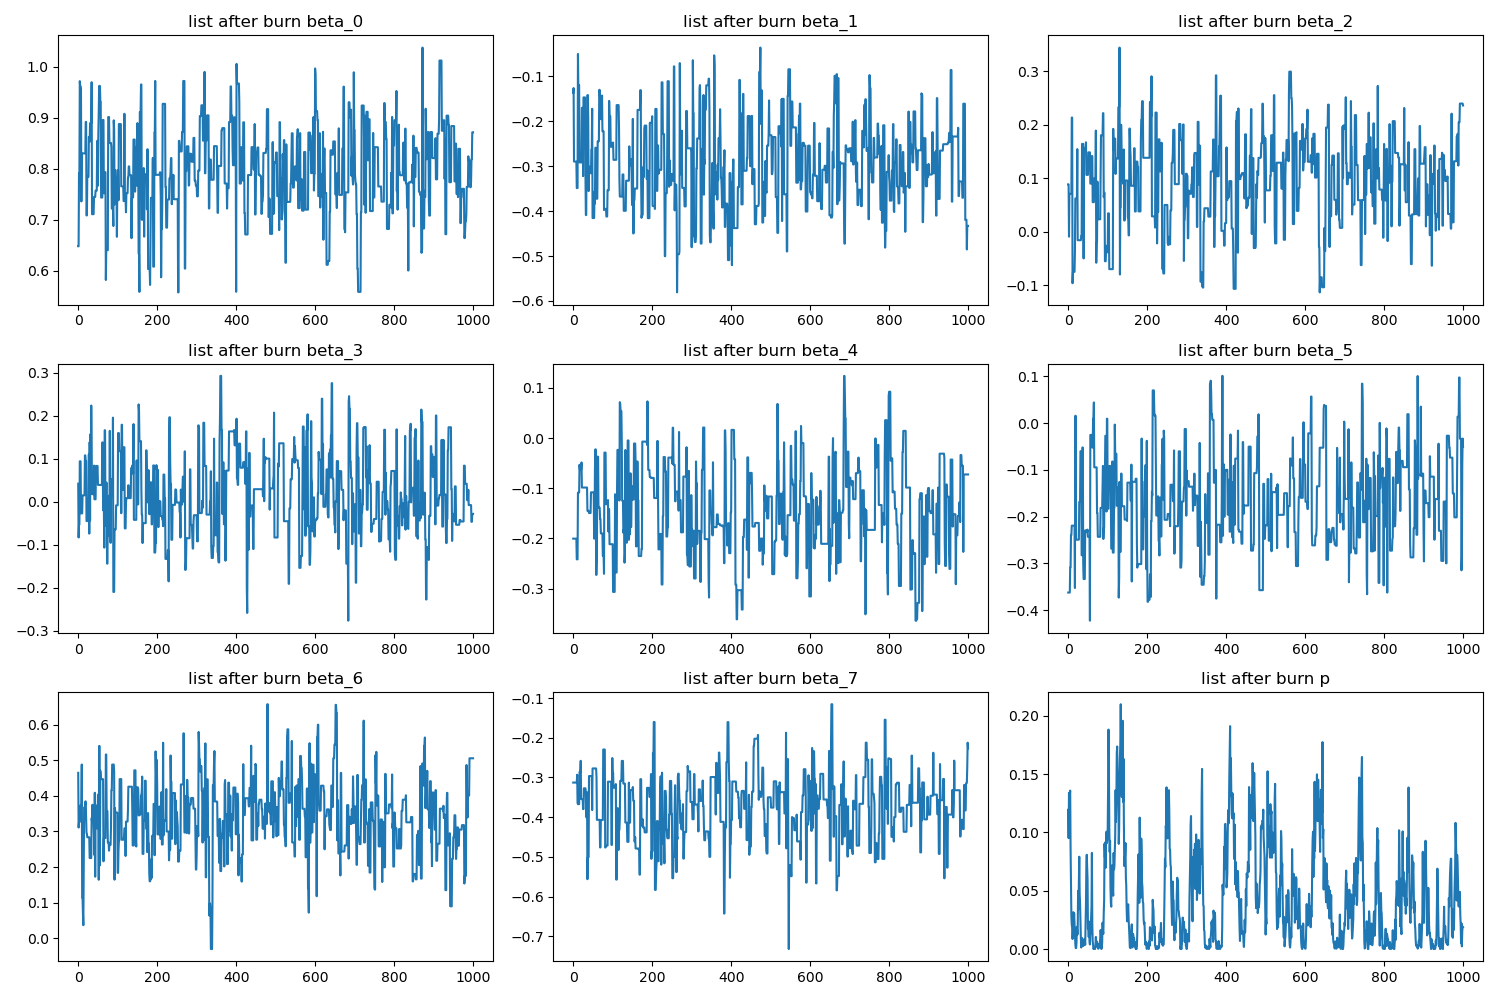 list after burn beta_0
list after burn beta_1
list after burn beta_2
1.0
0.9
0.8
0.7
0.6
0 200 400 600 800 1000
−0.1
−0.2
−0.3
−0.4
−0.5
−0.6
0 200 400 600 800 1000
0.3
0.2
0.1
0.0
−0.1
0 200 400 600 800 1000
list after burn beta_3
list after burn beta_4
list after burn beta_5
0.3
0.2
0.1
0.0
−0.1
−0.2
−0.3
0 200 400 600 800 1000
0.1
0.0
−0.1
−0.2
−0.3
0 200 400 600 800 1000
0.1
0.0
−0.1
−0.2
−0.3
−0.4
0 200 400 600 800 1000
list after burn beta_6
list after burn beta_7
list after burn p
0.6
0.5
0.4
0.3
0.2
0.1
0.0
0 200 400 600 800 1000
−0.1
−0.2
−0.3
−0.4
−0.5
−0.6
−0.7
0 200 400 600 800 1000
0.20
0.15
0.10
0.05
0.00
0 200 400 600 800 1000